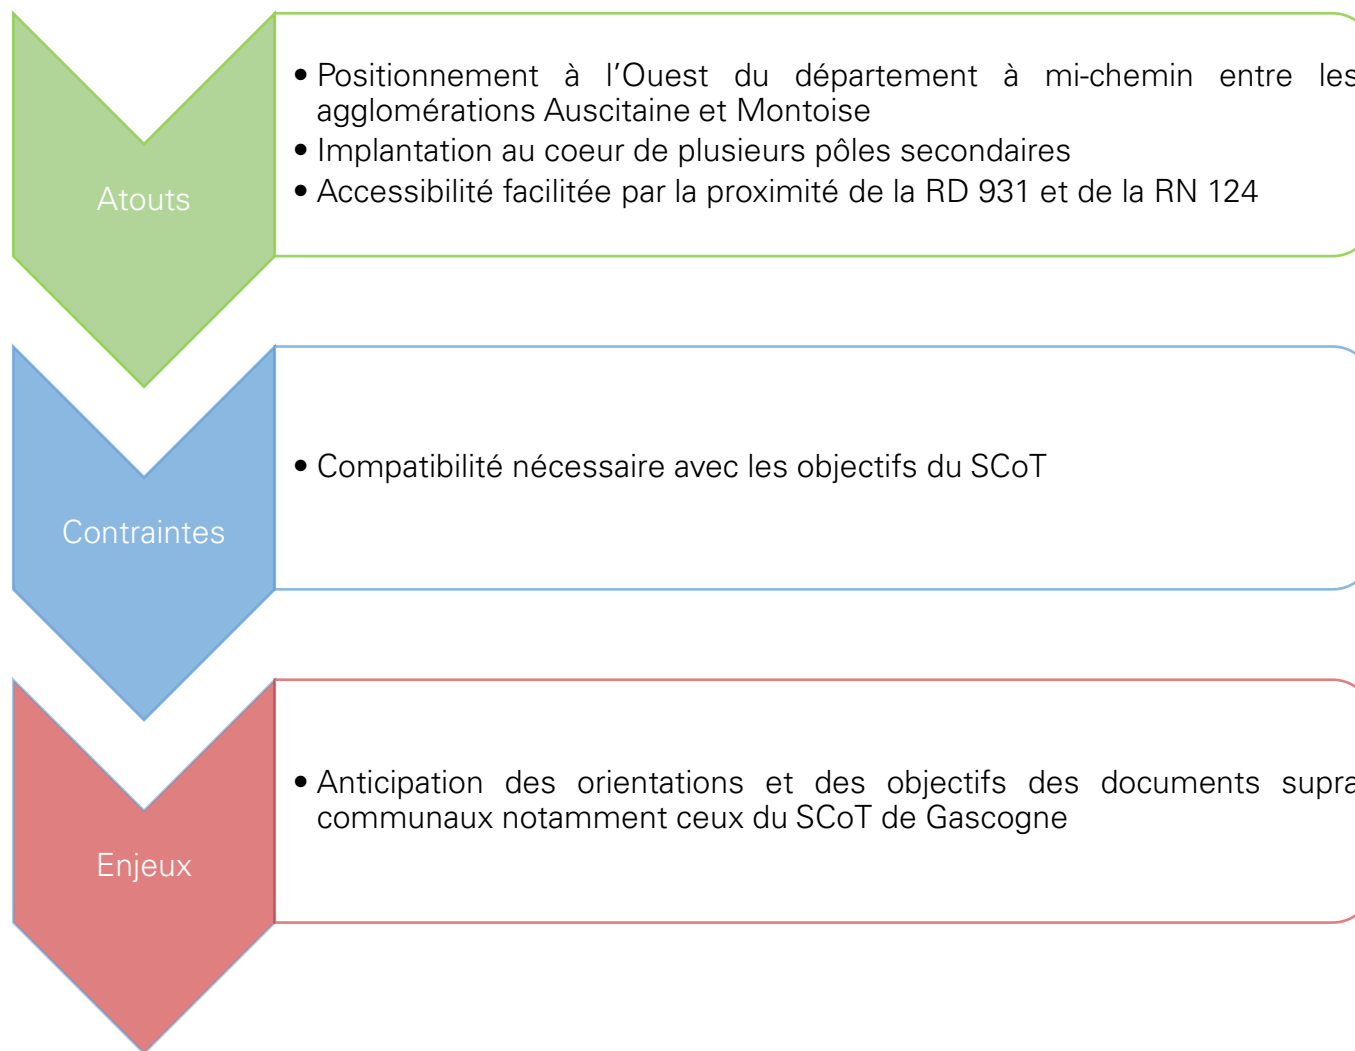 Atouts
• Positionnement à l'Ouest du département à mi-chemin entre les
agglomérations Auscitaine et Montoise
• Implantation au coeur de plusieurs pôles secondaires
• Accessibilité facilitée par la proximité de la RD 931 et de la RN 124
Contraintes
• Compatibilité nécessaire avec les objectifs du SCoT
Enjeux
• Anticipation des orientations et des objectifs des documents supra
communaux notamment ceux du SCoT de Gascogne